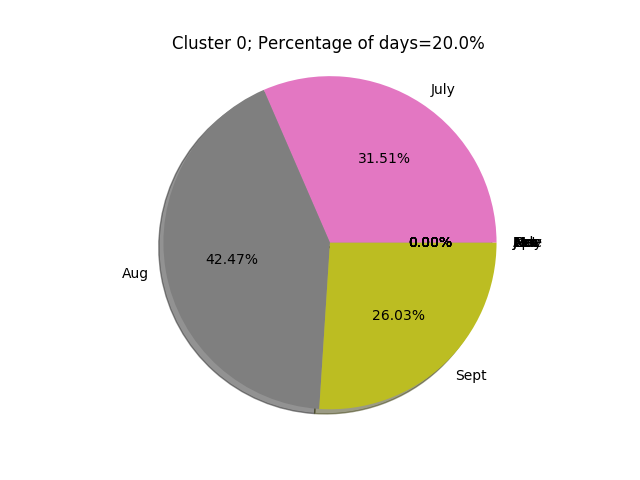 Cluster 0; Percentage of days=20.0%
July
31.51%
0.00%
42.47%
Aug
26.03%
Sept